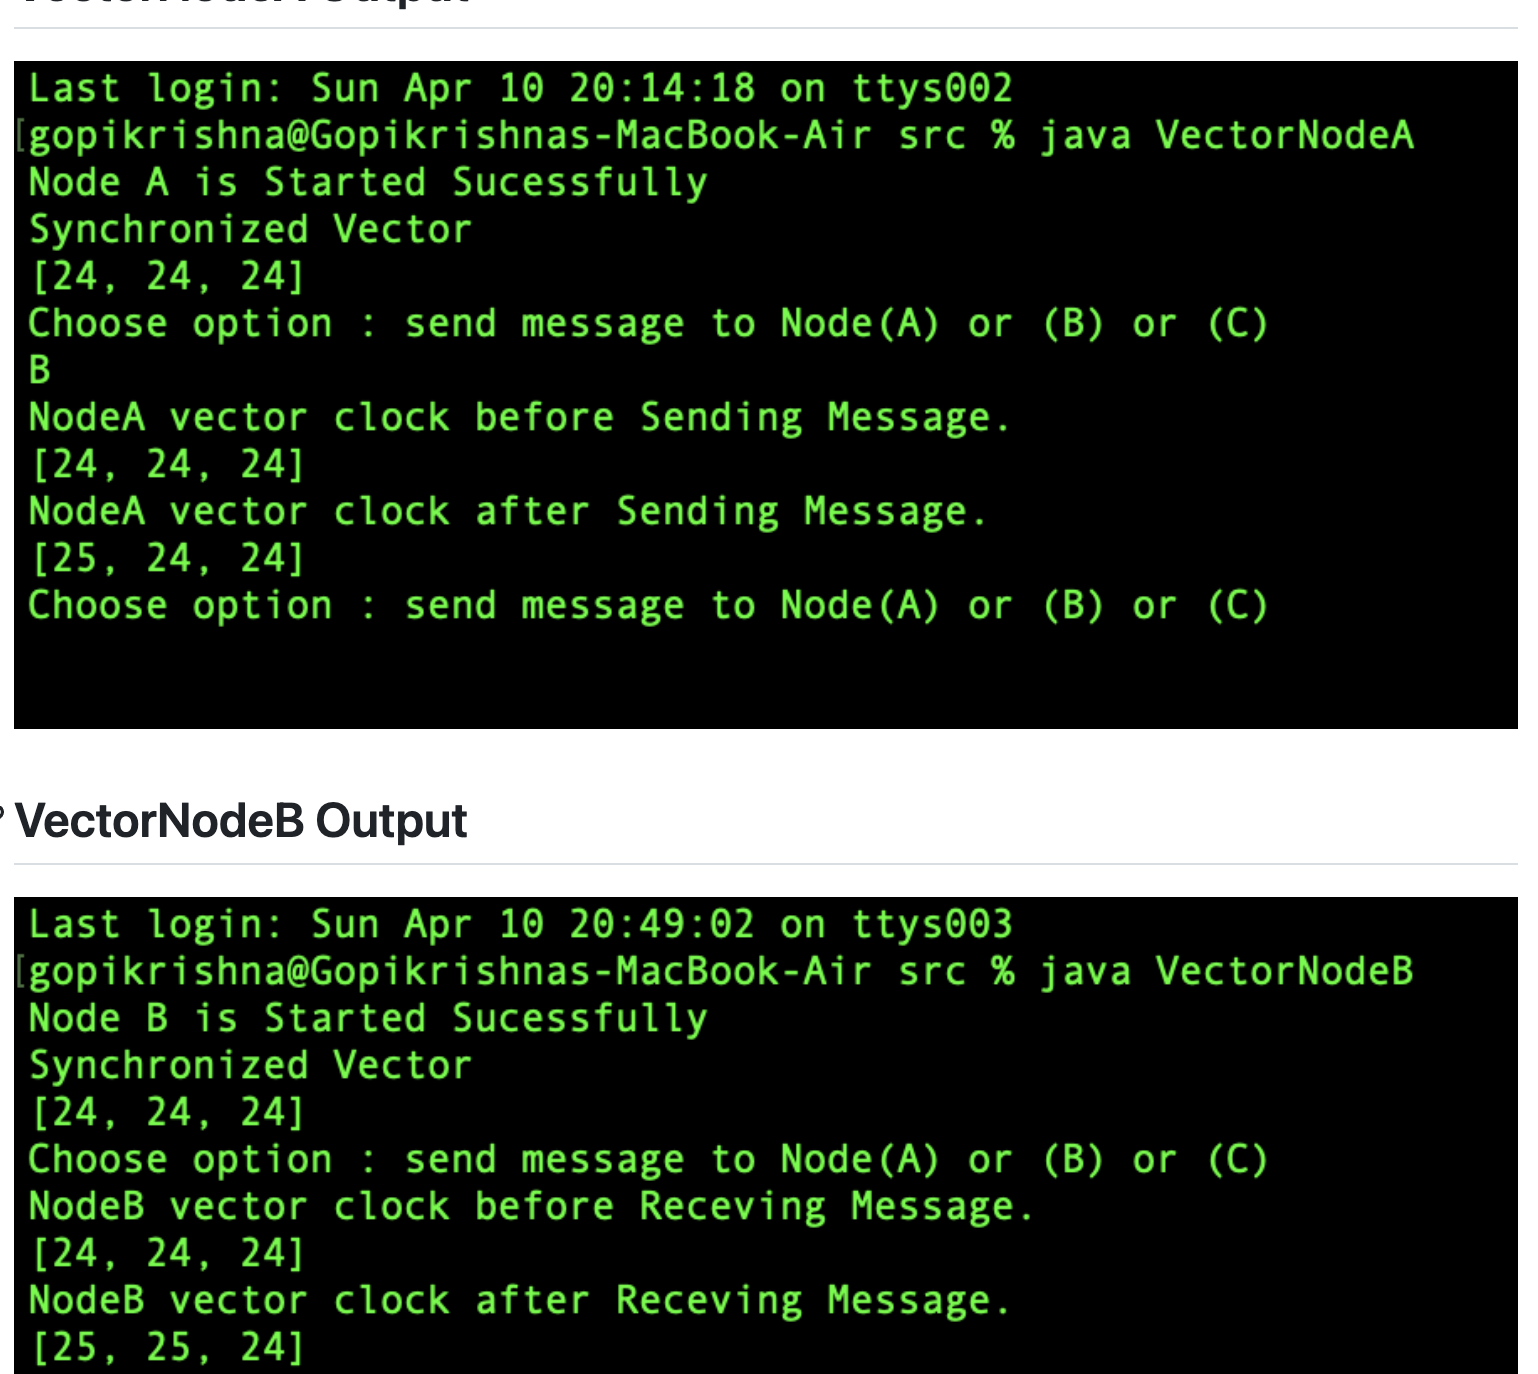 VectorNodeA Output
Last login: Sun Apr 10 20:14:18 on ttys002
[gopikrishna@Gopikrishnas-MacBook-Air src % java VectorNodeA
Node A is Started Sucessfully
Synchronized Vector
[24, 24, 24]
Choose option : send message to Node(A) or (B) or (C)
B
NodeA vector clock before Sending Message.
[24, 24, 24]
NodeA vector clock after Sending Message.
[25, 24, 24]
Choose option : send message to Node(A) or (B) or (C)
VectorNodeB Output
Last login: Sun Apr 10 20:49:02 on ttys003
[gopikrishna@Gopikrishnas-MacBook-Air src % java VectorNodeB
Node B is Started Sucessfully
Synchronized Vector
[24, 24, 24]
Choose option : send message to Node(A) or (B) or (C)
NodeB vector clock before Receving Message.
[24, 24, 24]
NodeB vector clock after Receving Message.
[25, 25, 24]